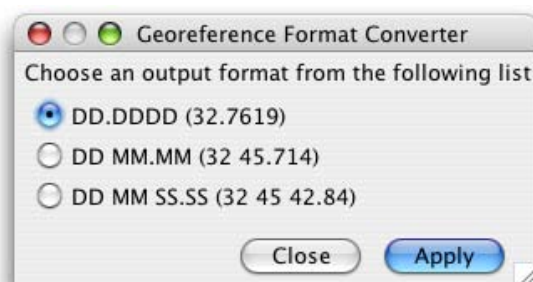 Georeference Format Converter
Choose an output format from the following list
DD.DDDD (32.7619)
DD MM.MM (32 45.714)
DD MM SS.SS (32 45 42.84)
Close Apply